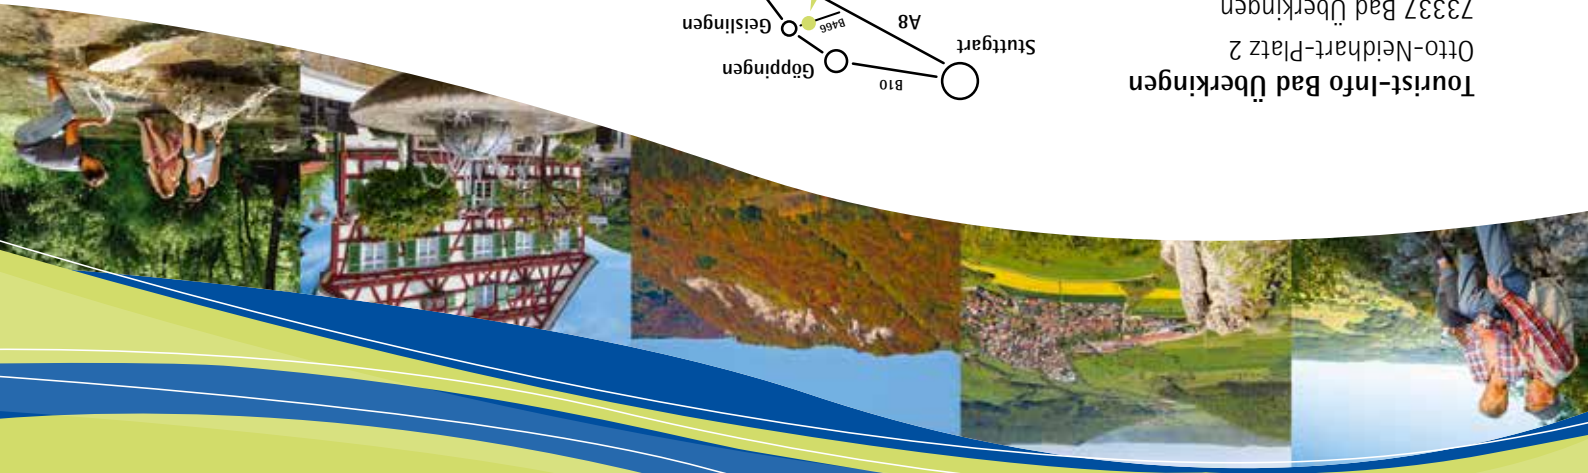 Tourist-Info Bad Überkingen
Otto-Neidhart-Platz 2
73337 Bad Überkingen
Stuttgart
B10
Göppingen
A8
B466
Geislingen